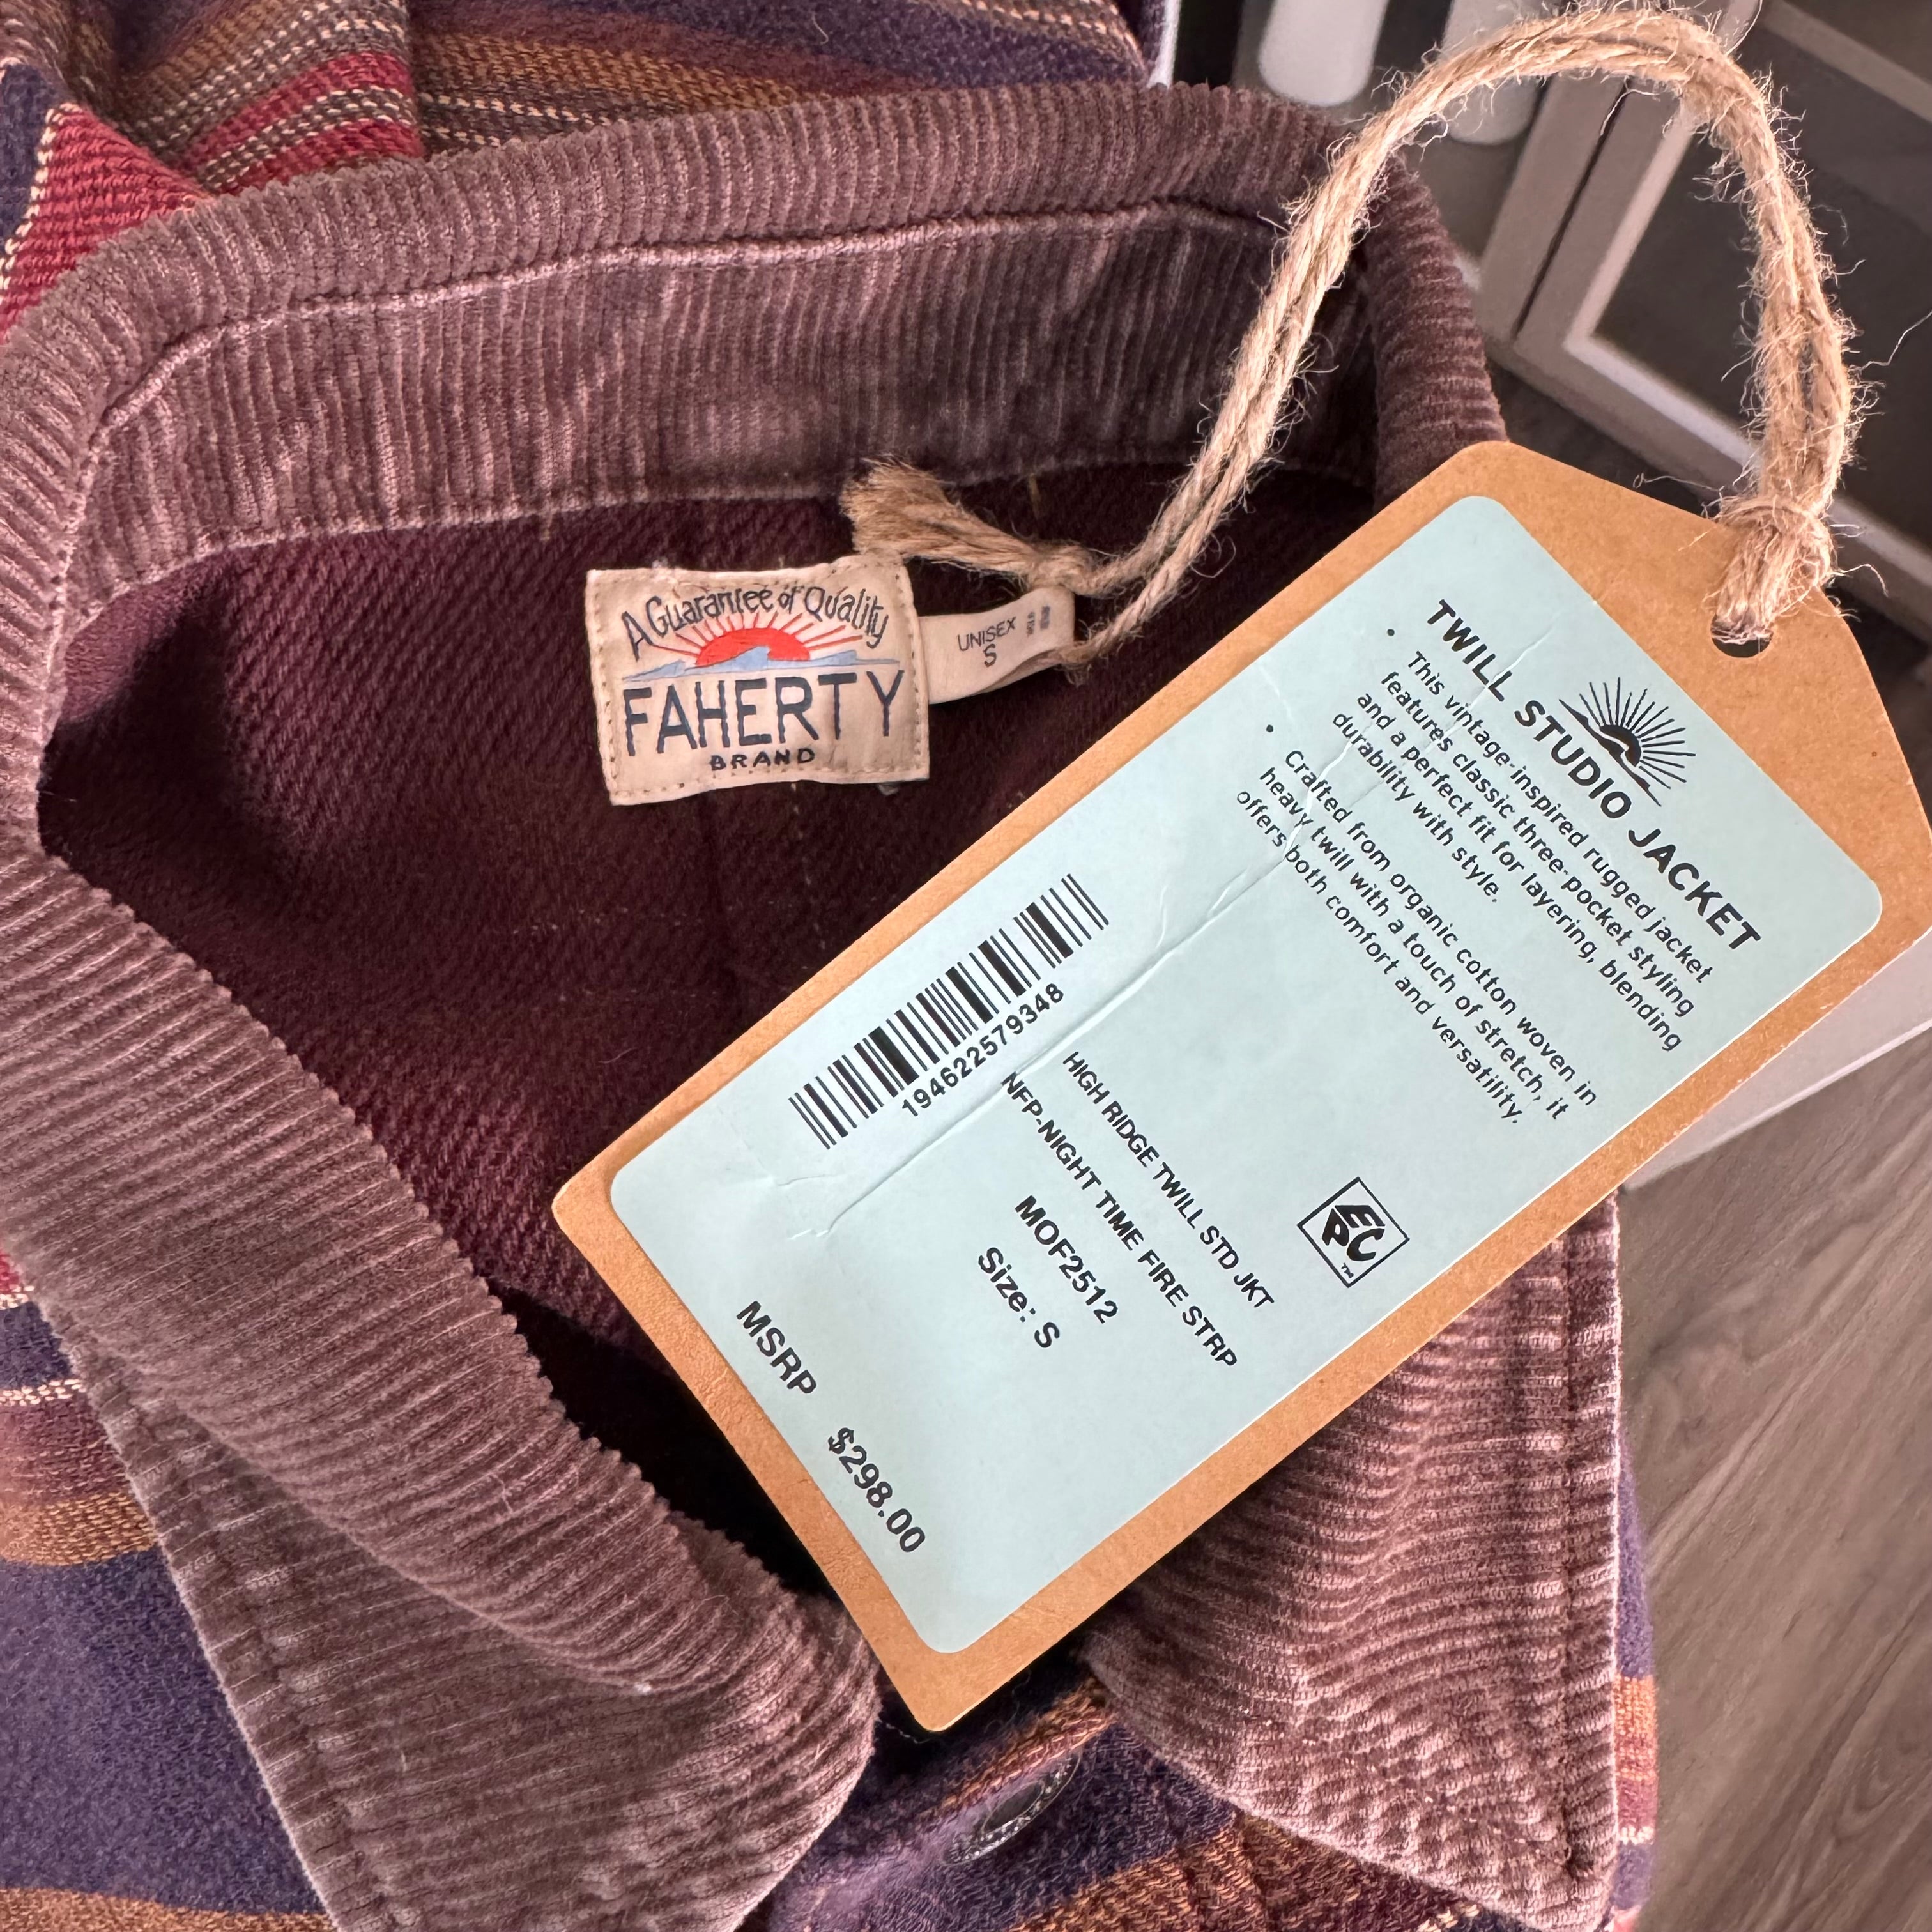 A Guarantee of Quality
FAHERTY
BRAND
UNISEX
S
TWILL STUDIO JACKET
• This vintage-inspired rugged jacket
features classic three-pocket styling
and a perfect fit for layering, blending
durability with style.
• Crafted from organic cotton woven in
heavy twill with a touch of stretch, it
offers both comfort and versatility.
194622579348
HIGH RIDGE TWILL STD JKT
NFP-NIGHT TIME FIRE STRP
MOF2512
Size: S
EPC™
MSRP $298.00